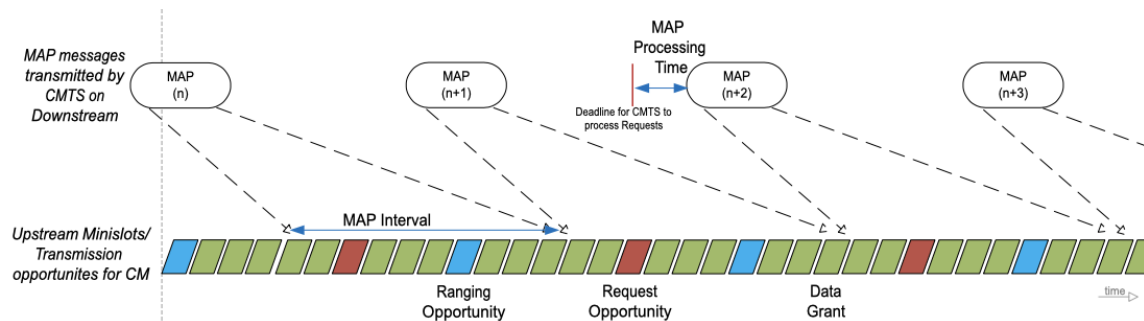 MAP messages
transmitted by
CMTS on
Downstream
MAP
(n)
MAP
(n+1)
MAP
Processing
Time
Deadline for CMTS to
process Requests
MAP
(n+2)
MAP
(n+3)
MAP Interval
Upstream Minislots/
Transmission
opportunites for CM
Ranging
Opportunity
Request
Opportunity
Data
Grant
time